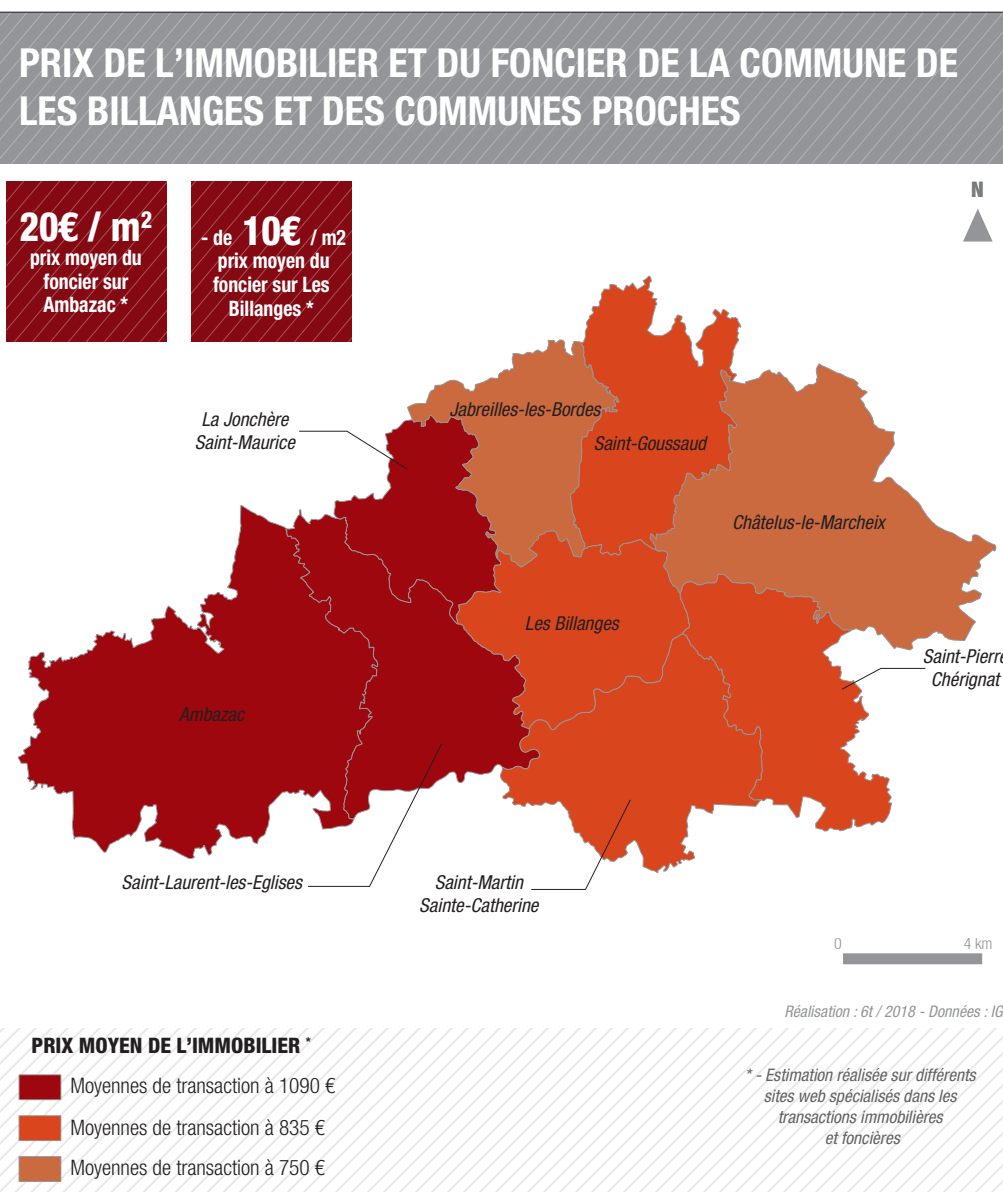 PRIX DE L'IMMOBILIER ET DU FONCIER DE LA COMMUNE DE
LES BILLANGES ET DES COMMUNES PROCHES
20€ / m²
prix moyen du
foncier sur
Ambazac *
- de 10€ / m2
prix moyen du
foncier sur Les
Billanges *
N
La Jonchère
Saint-Maurice
Jabreilles-les-Bordes
Saint-Goussaud
Châtelus-le-Marcheix
Les Billanges
Saint-Pierre
Chérignat
Ambazac
Saint-Laurent-les-Eglises
Saint-Martin
Sainte-Catherine
0 4 km
Réalisation : 6t / 2018 - Données : IG
PRIX MOYEN DE L'IMMOBILIER *
Moyennes de transaction à 1090 €
Moyennes de transaction à 835 €
Moyennes de transaction à 750 €
* - Estimation réalisée sur différents
sites web spécialisés dans les
transactions immobilières
et foncières